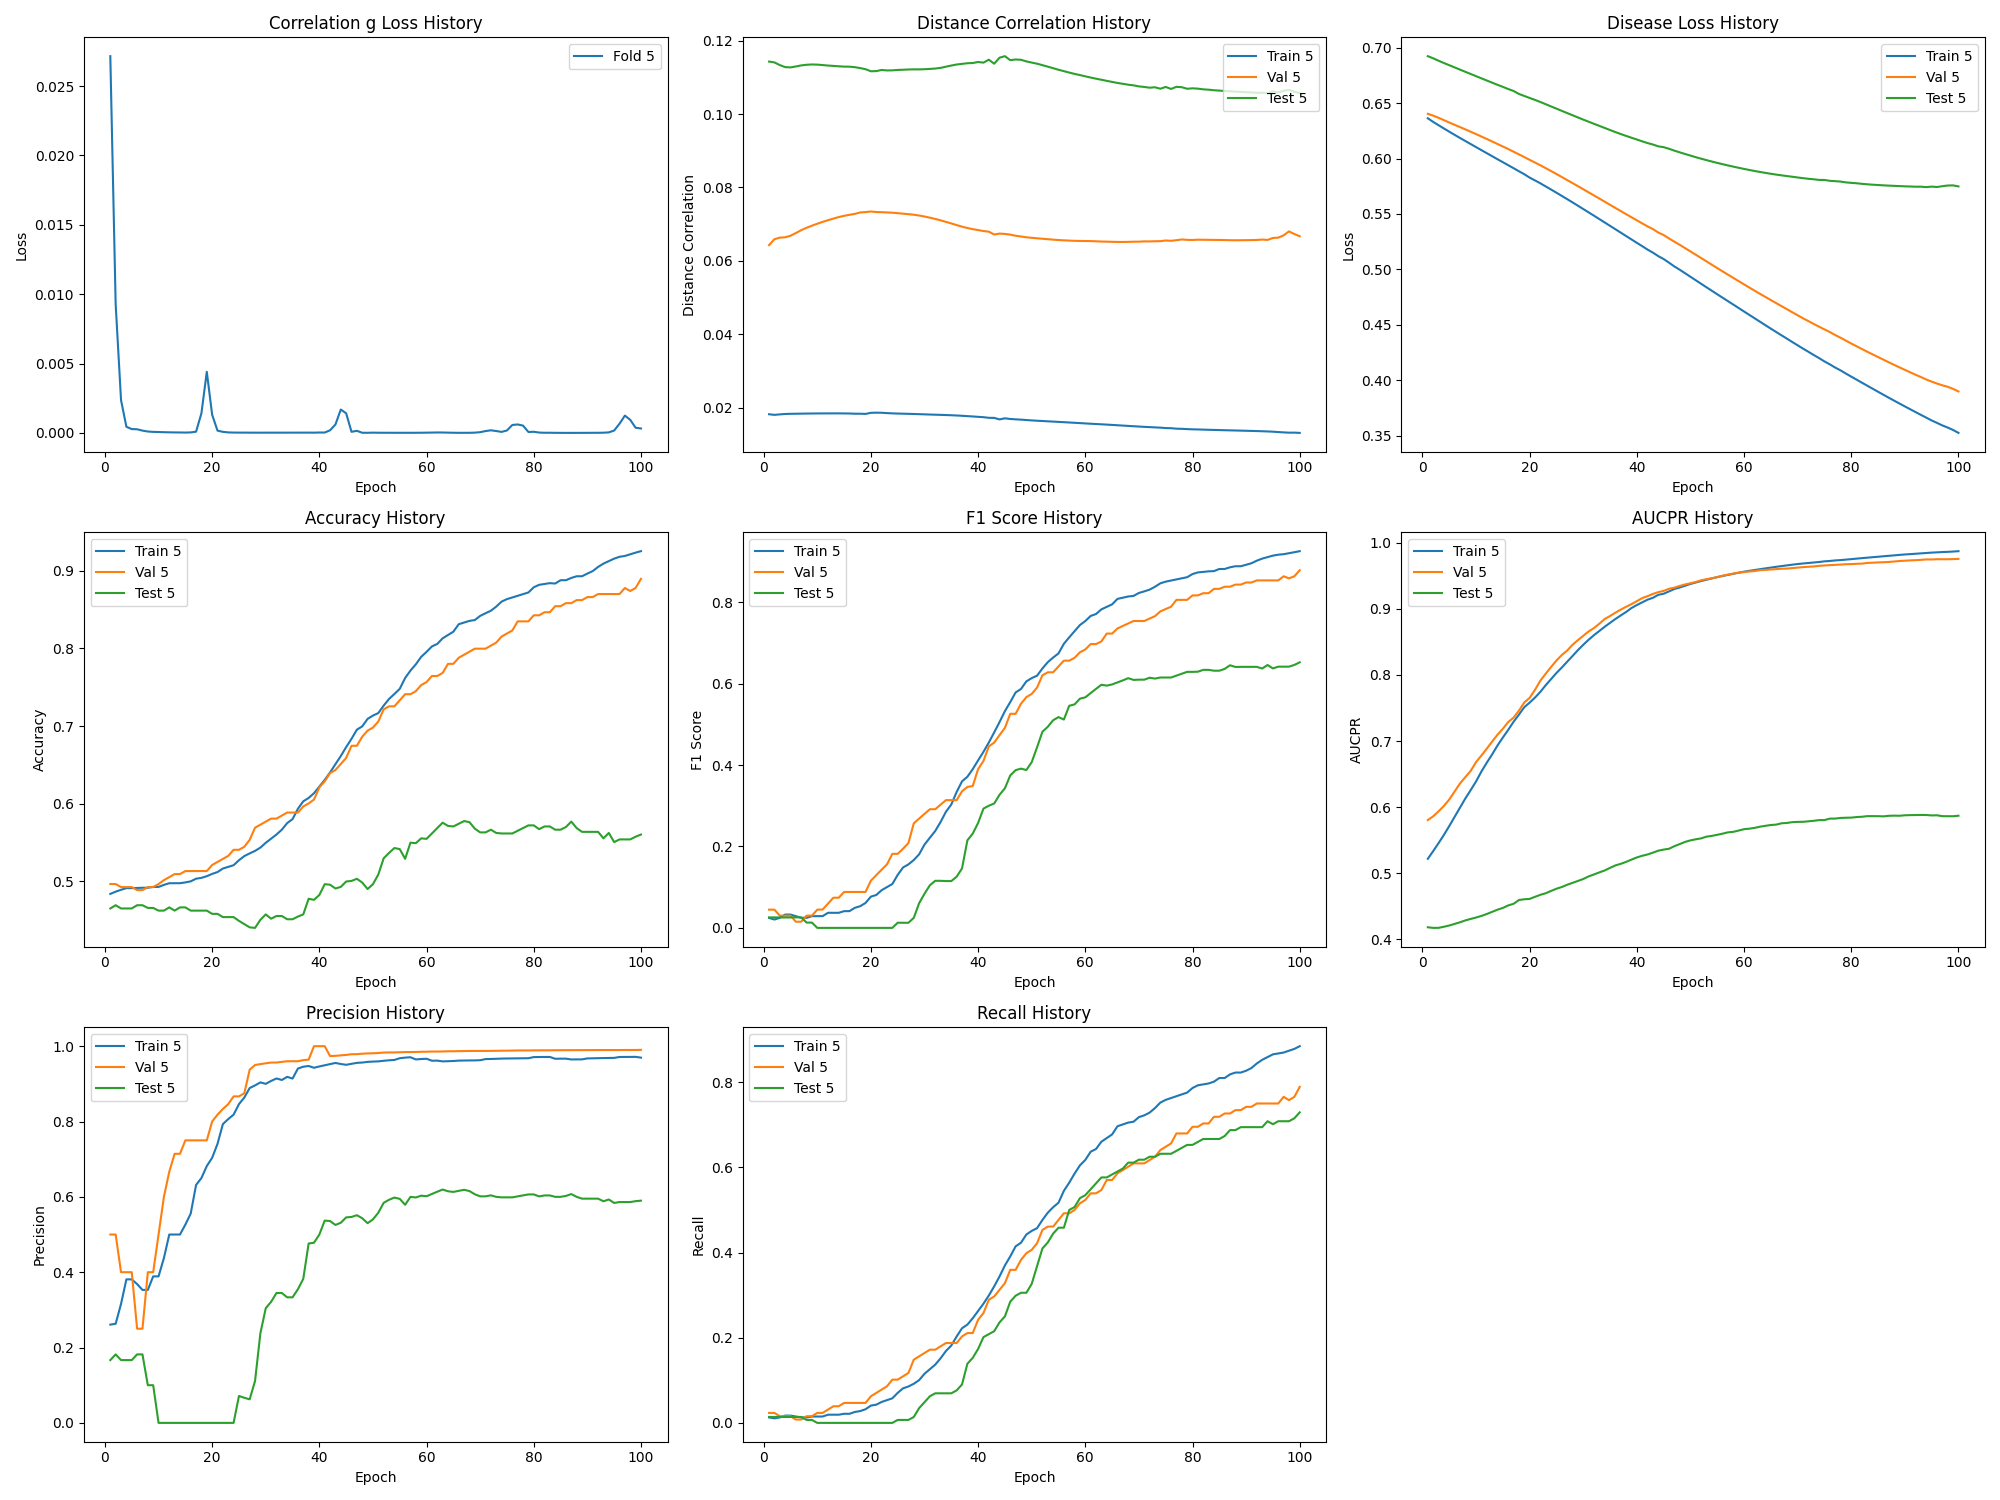 Correlation g Loss History
Loss
0.025
0.020
0.015
0.010
0.005
0.000
0 20 40 60 80 100
Epoch
Fold 5
Distance Correlation History
Distance Correlation
0.12
0.10
0.08
0.06
0.04
0.02
0 20 40 60 80 100
Epoch
Train 5
Val 5
Test 5
Disease Loss History
Loss
0.70
0.65
0.60
0.55
0.50
0.45
0.40
0.35
0 20 40 60 80 100
Epoch
Train 5
Val 5
Test 5
Accuracy History
Accuracy
0.9
0.8
0.7
0.6
0.5
0 20 40 60 80 100
Epoch
Train 5
Val 5
Test 5
F1 Score History
F1 Score
0.8
0.6
0.4
0.2
0.0
0 20 40 60 80 100
Epoch
Train 5
Val 5
Test 5
AUCPR History
AUCPR
1.0
0.9
0.8
0.7
0.6
0.5
0.4
0 20 40 60 80 100
Epoch
Train 5
Val 5
Test 5
Precision History
Precision
1.0
0.8
0.6
0.4
0.2
0.0
0 20 40 60 80 100
Epoch
Train 5
Val 5
Test 5
Recall History
Recall
0.8
0.6
0.4
0.2
0.0
0 20 40 60 80 100
Epoch
Train 5
Val 5
Test 5